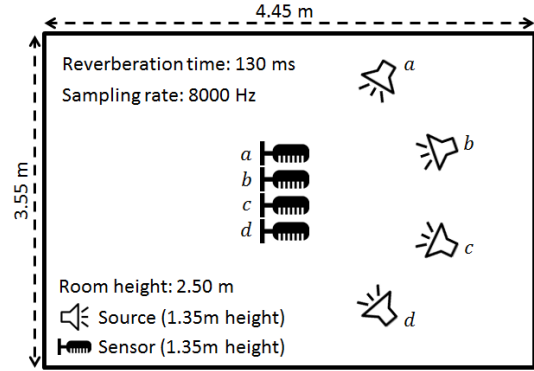 4.45 m
3.55 m
Reverberation time: 130 ms
Sampling rate: 8000 Hz
a
b
c
d
a
b
c
d
Room height: 2.50 m
Source (1.35m height)
Sensor (1.35m height)